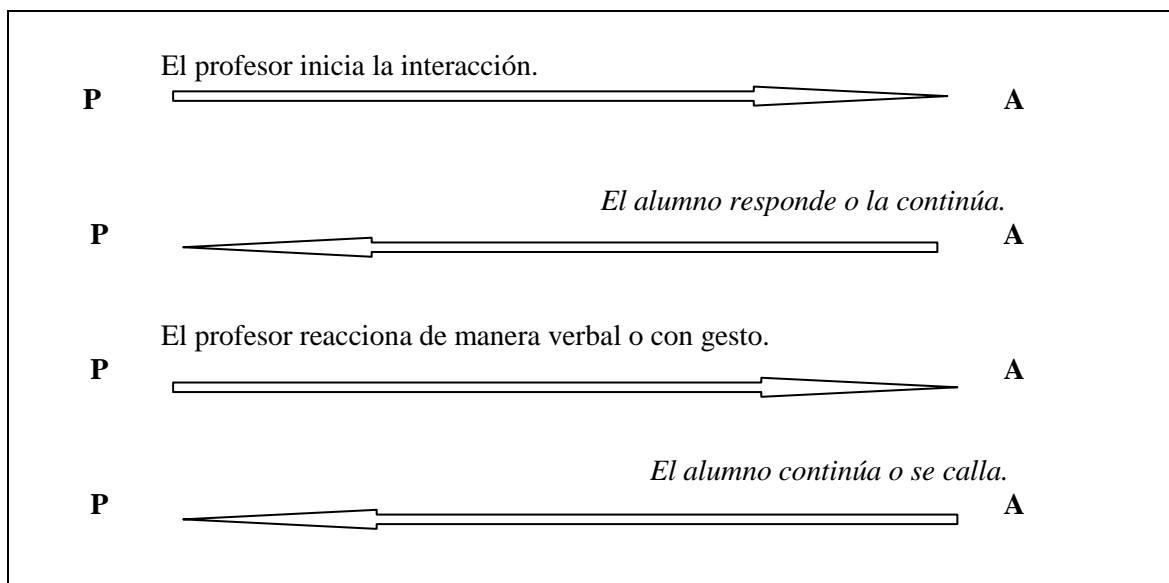 El profesor inicia la interacción.
P A
El alumno responde o la continúa.
P A
El profesor reacciona de manera verbal o con gesto.
P A
El alumno continúa o se calla.
P A